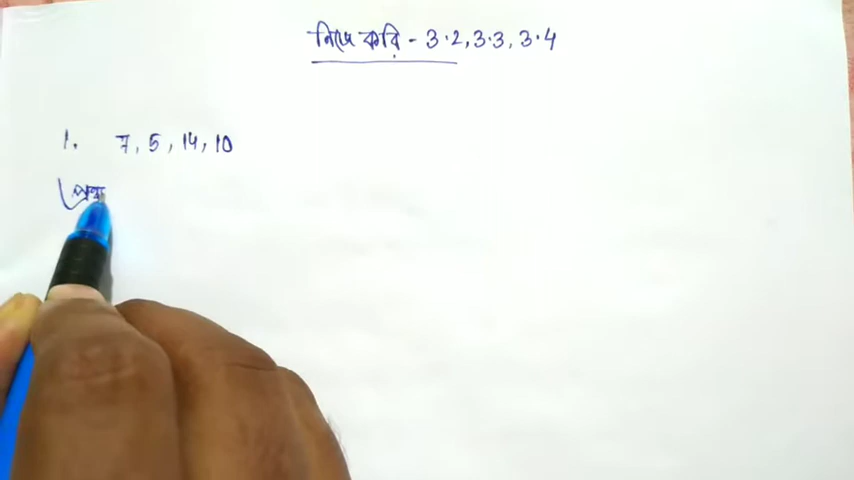 নিজে করি - 3.2, 3.3, 3.4
1. 7, 5, 14, 10